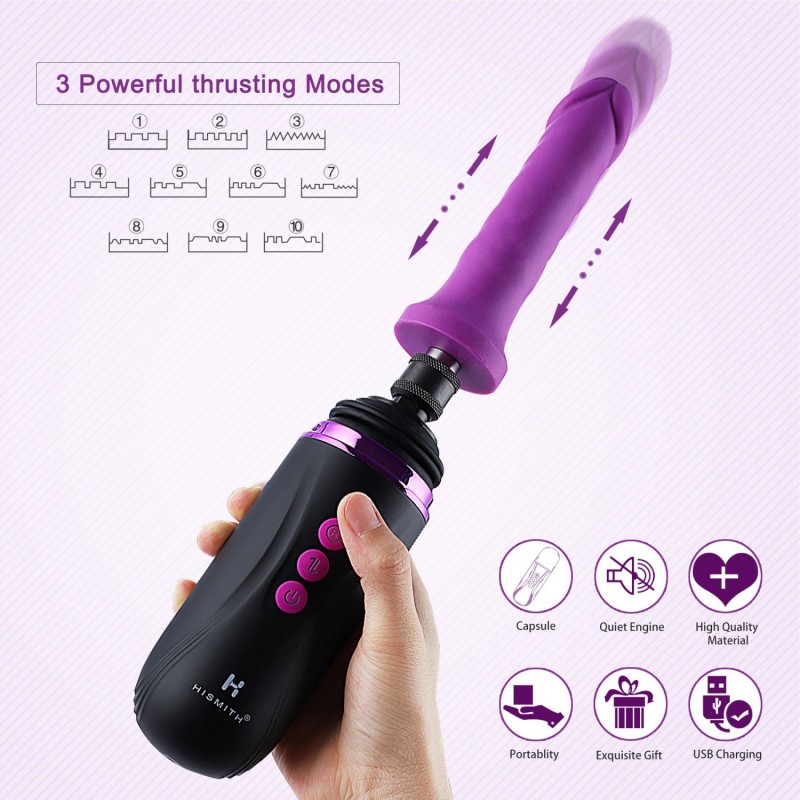 3 Powerful thrusting Modes
① ② ③
④ ⑤ ⑥ ⑦
⑧ ⑨ ⑩
HISMITH®
Capsule
Quiet Engine
High Quality
Material
Portablity
Exquisite Gift
USB Charging